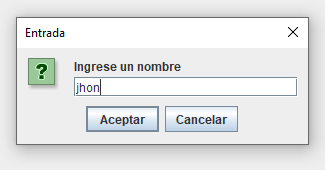 Entrada
?
Ingrese un nombre
jhon
Aceptar Cancelar